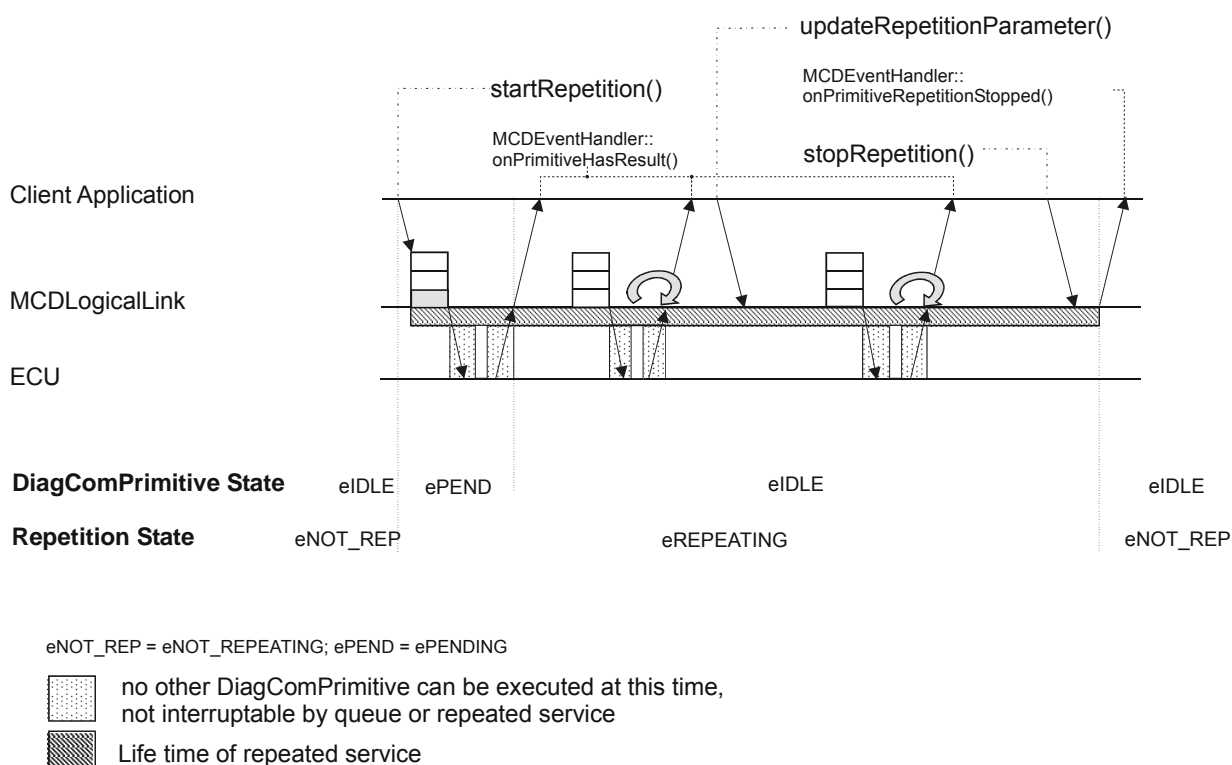 updateRepetitionParameter()
startRepetition()
MCDEventHandler::
onPrimitiveRepetitionStopped()
MCDEventHandler::
onPrimitiveHasResult()
stopRepetition()
Client Application
MCDLogicalLink
ECU
DiagComPrimitive State eIDLE ePEND eIDLE eIDLE
Repetition State eNOT_REP eREPEATING eNOT_REP
eNOT_REP = eNOT_REPEATING; ePEND = ePENDING
no other DiagComPrimitive can be executed at this time,
not interruptable by queue or repeated service
Life time of repeated service